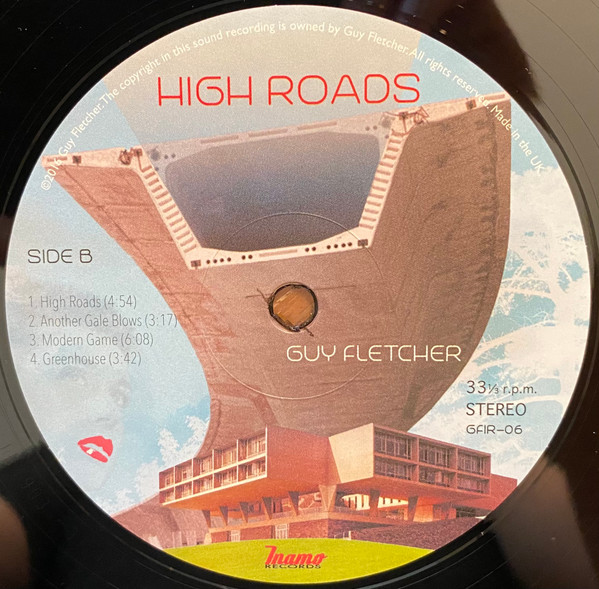 © Guy Fletcher. The copyright in this sound recording is owned by Guy Fletcher. All rights reserved. Made in the UK.
HIGH ROADS
SIDE B
1. High Roads (4:54)
2. Another Gale Blows (3:17)
3. Modern Game (6:08)
4. Greenhouse (3:42)
GUY FLETCHER
33⅓ r.p.m.
STEREO
GFIR-06
Inamo
RECORDS